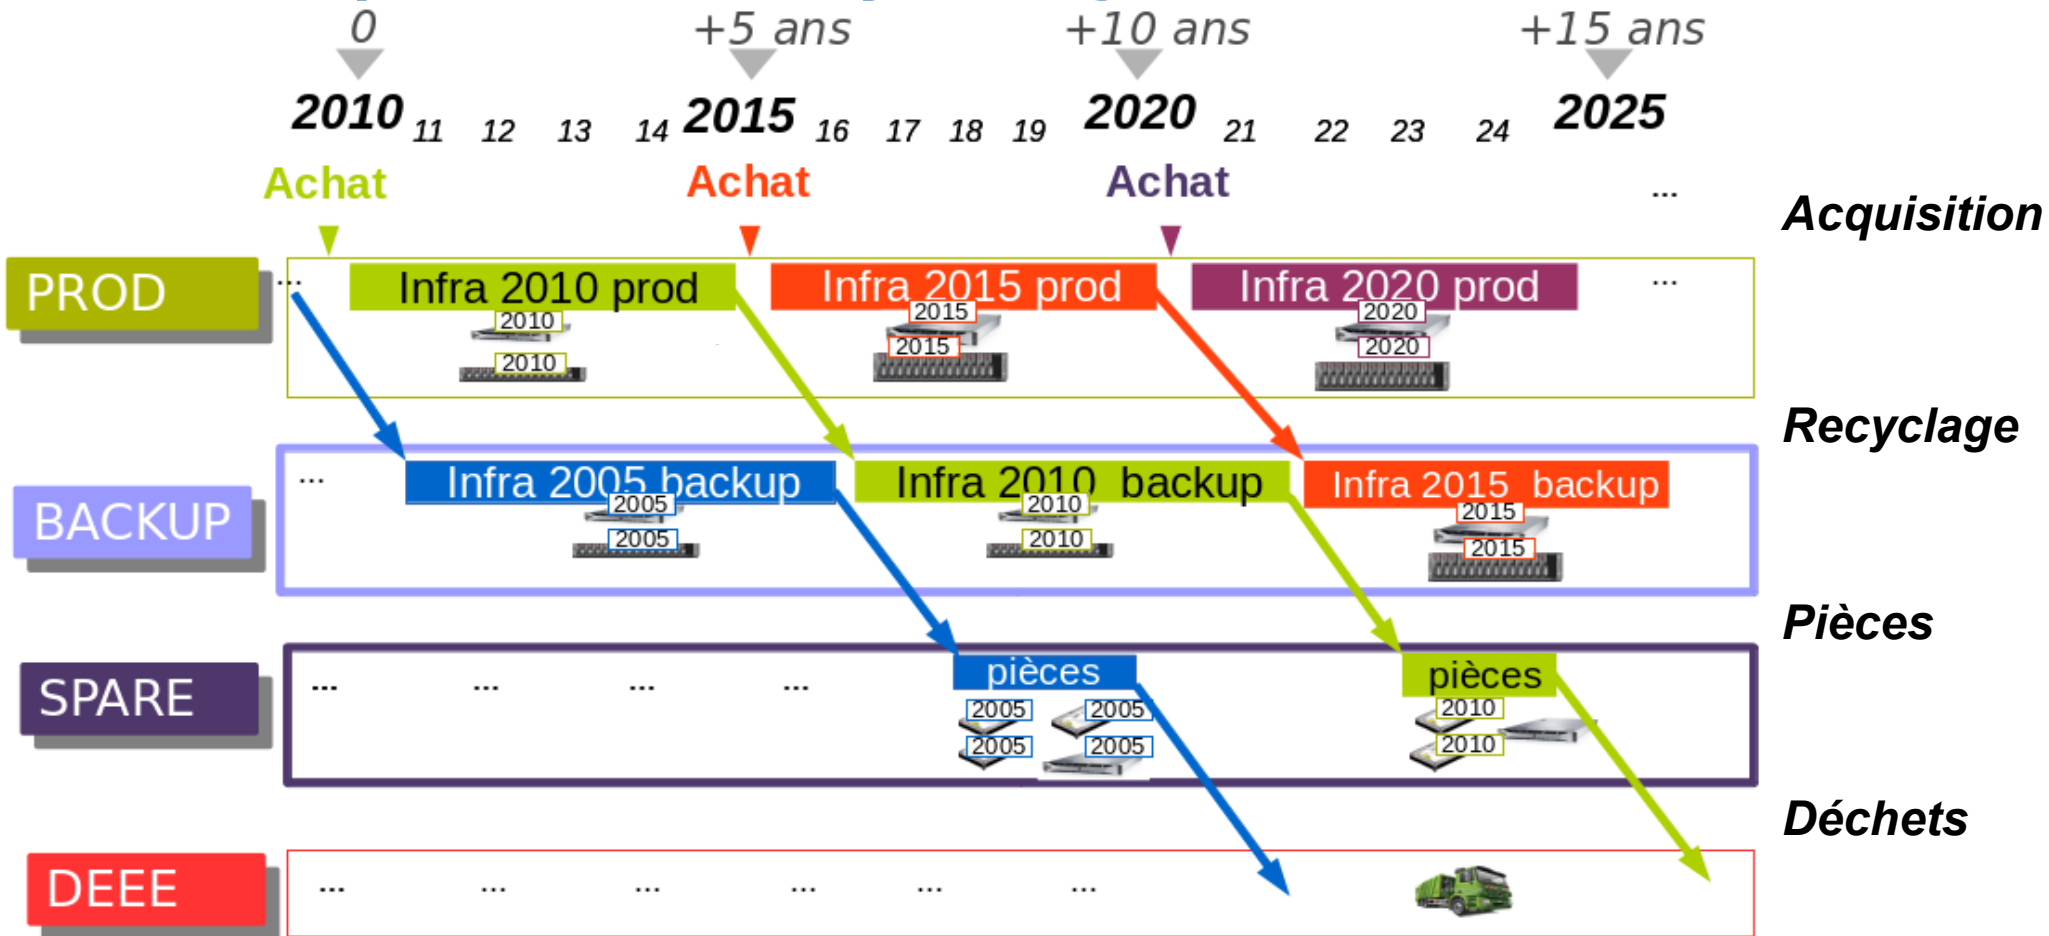 0 +5 ans +10 ans +15 ans
2010 11 12 13 14 2015 16 17 18 19 2020 21 22 23 24 2025
Achat Achat Achat ...
Acquisition
PROD ... Infra 2010 prod Infra 2015 prod Infra 2020 prod ...
2010 2015 2020
2010 2015 2020
Recyclage
... Infra 2005 backup Infra 2010 backup Infra 2015 backup
BACKUP 2005 2010 2015
2005 2010 2015
Pièces
SPARE ... ... ... ... pièces pièces
2005 2005 2010
2005 2005 2010
Déchets
DEEE ... ... ... ... ... ...